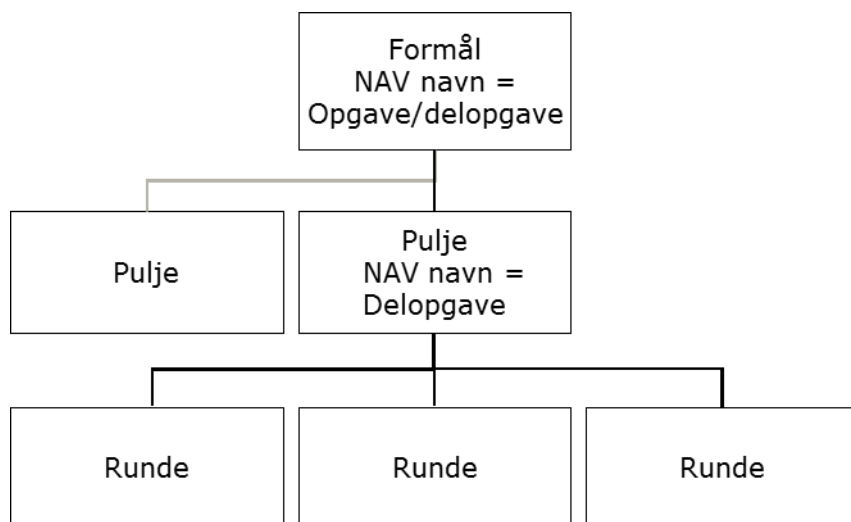 Formål
NAV navn =
Opgave/delopgave
Pulje
Pulje
NAV navn =
Delopgave
Runde
Runde
Runde